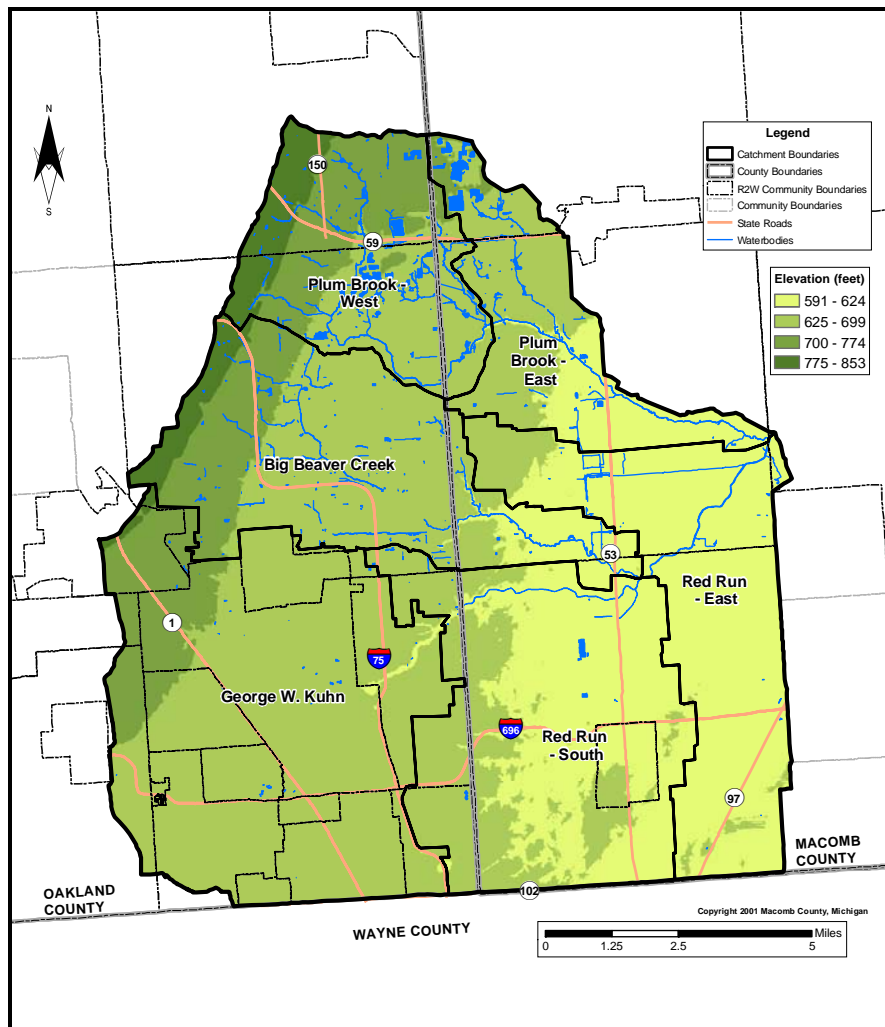 N
S
150
59
Plum Brook -
West
Plum
Brook -
East
Big Beaver Creek
53
Red Run
- East
1
75
George W. Kuhn
696
Red Run
- South
97
102
OAKLAND
COUNTY
MACOMB
COUNTY
WAYNE COUNTY
Legend
Catchment Boundaries
County Boundaries
R2W Community Boundaries
Community Boundaries
State Roads
Waterbodies
Elevation (feet)
591 - 624
625 - 699
700 - 774
775 - 853
Copyright 2001 Macomb County, Michigan
Miles
0 1.25 2.5 5